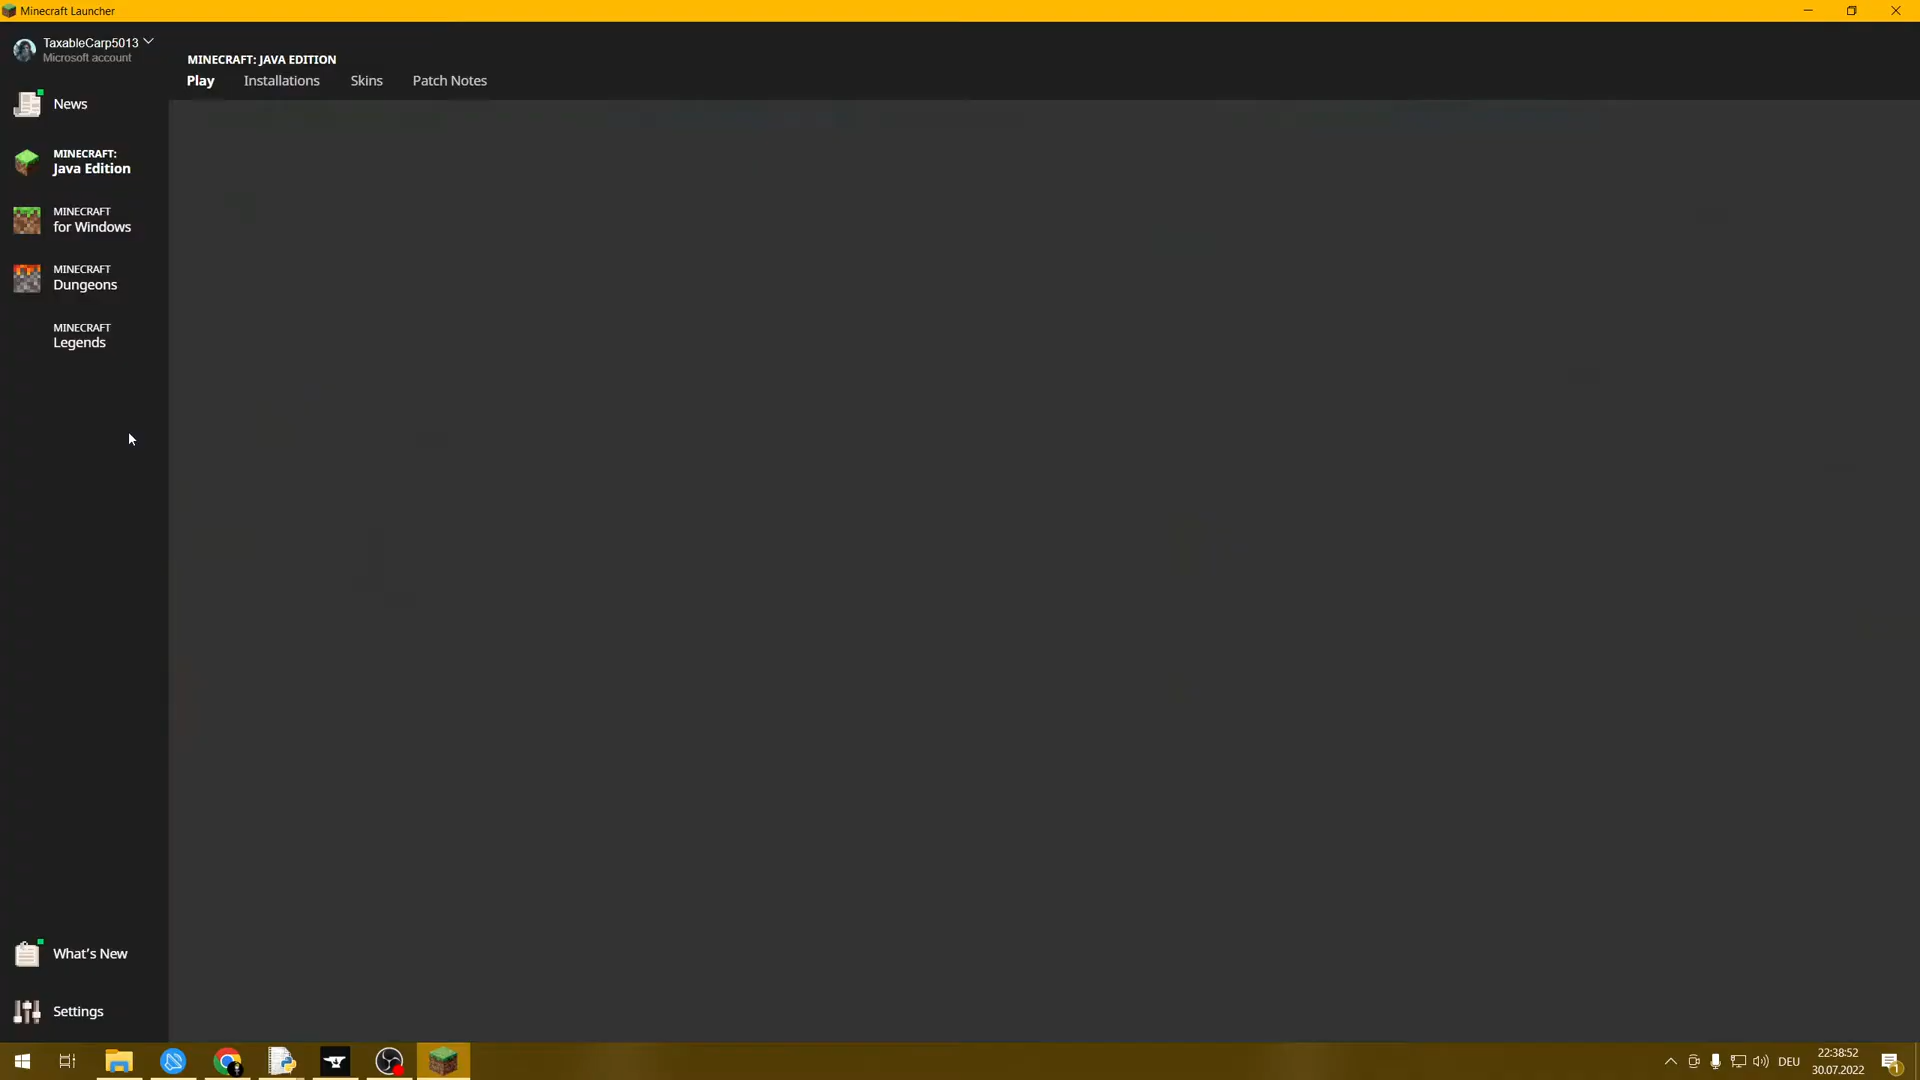 Minecraft Launcher
TaxableCarp5013
Microsoft account
MINECRAFT: JAVA EDITION
Play Installations Skins Patch Notes
News
MINECRAFT:
Java Edition
MINECRAFT
for Windows
MINECRAFT
Dungeons
MINECRAFT
Legends
What's New
Settings
DEU
22:38:52
30.07.2022
1